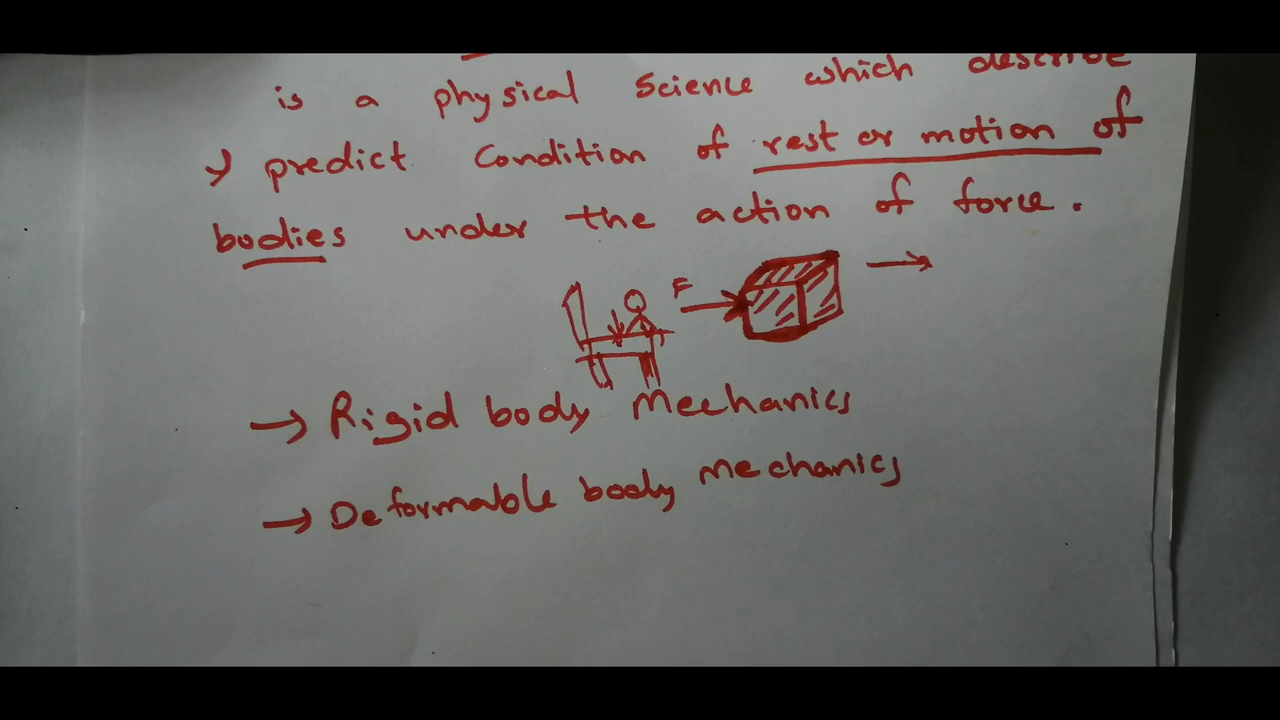 is a physical Science which describe
& predict Condition of rest or motion of
bodies under the action of force.
F
→ Rigid body Mechanics
→ Deformable body Mechanics